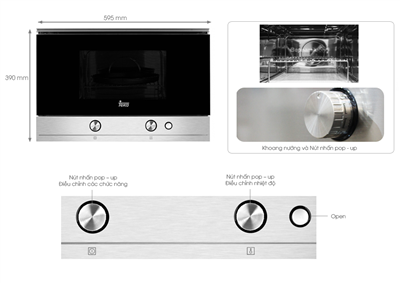 595 mm
390 mm
TEKA
Khoang nướng và Nút nhấn pop - up
Nút nhấn pop – up
Điều chỉnh các chức năng
Nút nhấn pop – up
Điều chỉnh nhiệt độ
Open